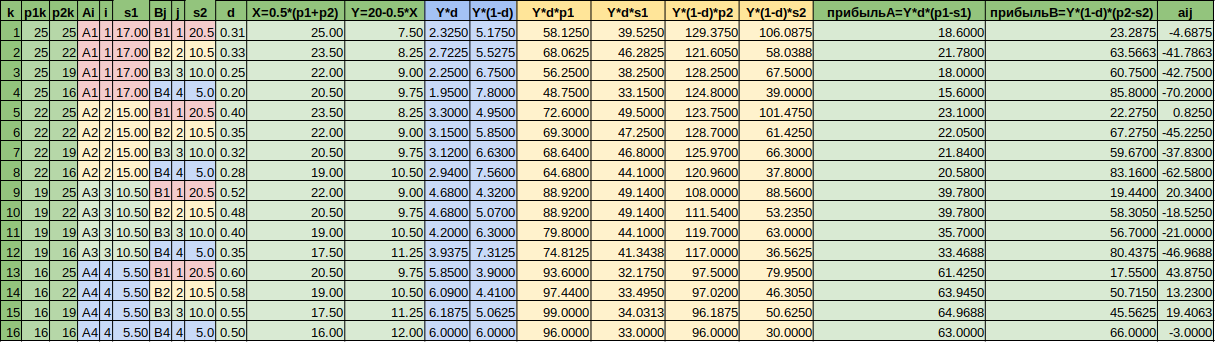 k p1k p2k Ai i s1 Bj j s2 d X=0.5*(p1+p2) Y=20-0.5*X Y*d Y*(1-d) Y*d*p1 Y*d*s1 Y*(1-d)*p2 Y*(1-d)*s2 прибыльA=Y*d*(p1-s1) прибыльB=Y*(1-d)*(p2-s2) aij
1 25 25 A1 1 17.00 B1 1 20.5 0.31 25.00 7.50 2.3250 5.1750 58.1250 39.5250 129.3750 106.0875 18.6000 23.2875 -4.6875
2 25 22 A1 1 17.00 B2 2 10.5 0.33 23.50 8.25 2.7225 5.5275 68.0625 46.2825 121.6050 58.0388 21.7800 63.5663 -41.7863
3 25 19 A1 1 17.00 B3 3 10.0 0.25 22.00 9.00 2.2500 6.7500 56.2500 38.2500 128.2500 67.5000 18.0000 60.7500 -42.7500
4 25 16 A1 1 17.00 B4 4 5.0 0.20 20.50 9.75 1.9500 7.8000 48.7500 33.1500 124.8000 39.0000 15.6000 85.8000 -70.2000
5 22 25 A2 2 15.00 B1 1 20.5 0.40 23.50 8.25 3.3000 4.9500 72.6000 49.5000 123.7500 101.4750 23.1000 22.2750 0.8250
6 22 22 A2 2 15.00 B2 2 10.5 0.35 22.00 9.00 3.1500 5.8500 69.3000 47.2500 128.7000 61.4250 22.0500 67.2750 -45.2250
7 22 19 A2 2 15.00 B3 3 10.0 0.32 20.50 9.75 3.1200 6.6300 68.6400 46.8000 125.9700 66.3000 21.8400 59.6700 -37.8300
8 22 16 A2 2 15.00 B4 4 5.0 0.28 19.00 10.50 2.9400 7.5600 64.6800 44.1000 120.9600 37.8000 20.5800 83.1600 -62.5800
9 19 25 A3 3 10.50 B1 1 20.5 0.52 22.00 9.00 4.6800 4.3200 88.9200 49.1400 108.0000 88.5600 39.7800 19.4400 20.3400
10 19 22 A3 3 10.50 B2 2 10.5 0.48 20.50 9.75 4.6800 5.0700 88.9200 49.1400 111.5400 53.2350 39.7800 58.3050 -18.5250
11 19 19 A3 3 10.50 B3 3 10.0 0.40 19.00 10.50 4.2000 6.3000 79.8000 44.1000 119.7000 63.0000 35.7000 56.7000 -21.0000
12 19 16 A3 3 10.50 B4 4 5.0 0.35 17.50 11.25 3.9375 7.3125 74.8125 41.3438 117.0000 36.5625 33.4688 80.4375 -46.9688
13 16 25 A4 4 5.50 B1 1 20.5 0.60 20.50 9.75 5.8500 3.9000 93.6000 32.1750 97.5000 79.9500 61.4250 17.5500 43.8750
14 16 22 A4 4 5.50 B2 2 10.5 0.58 19.00 10.50 6.0900 4.4100 97.4400 33.4950 97.0200 46.3050 63.9450 50.7150 13.2300
15 16 19 A4 4 5.50 B3 3 10.0 0.55 17.50 11.25 6.1875 5.0625 99.0000 34.0313 96.1875 50.6250 64.9688 45.5625 19.4063
16 16 16 A4 4 5.50 B4 4 5.0 0.50 16.00 12.00 6.0000 6.0000 96.0000 33.0000 96.0000 30.0000 63.0000 66.0000 -3.0000